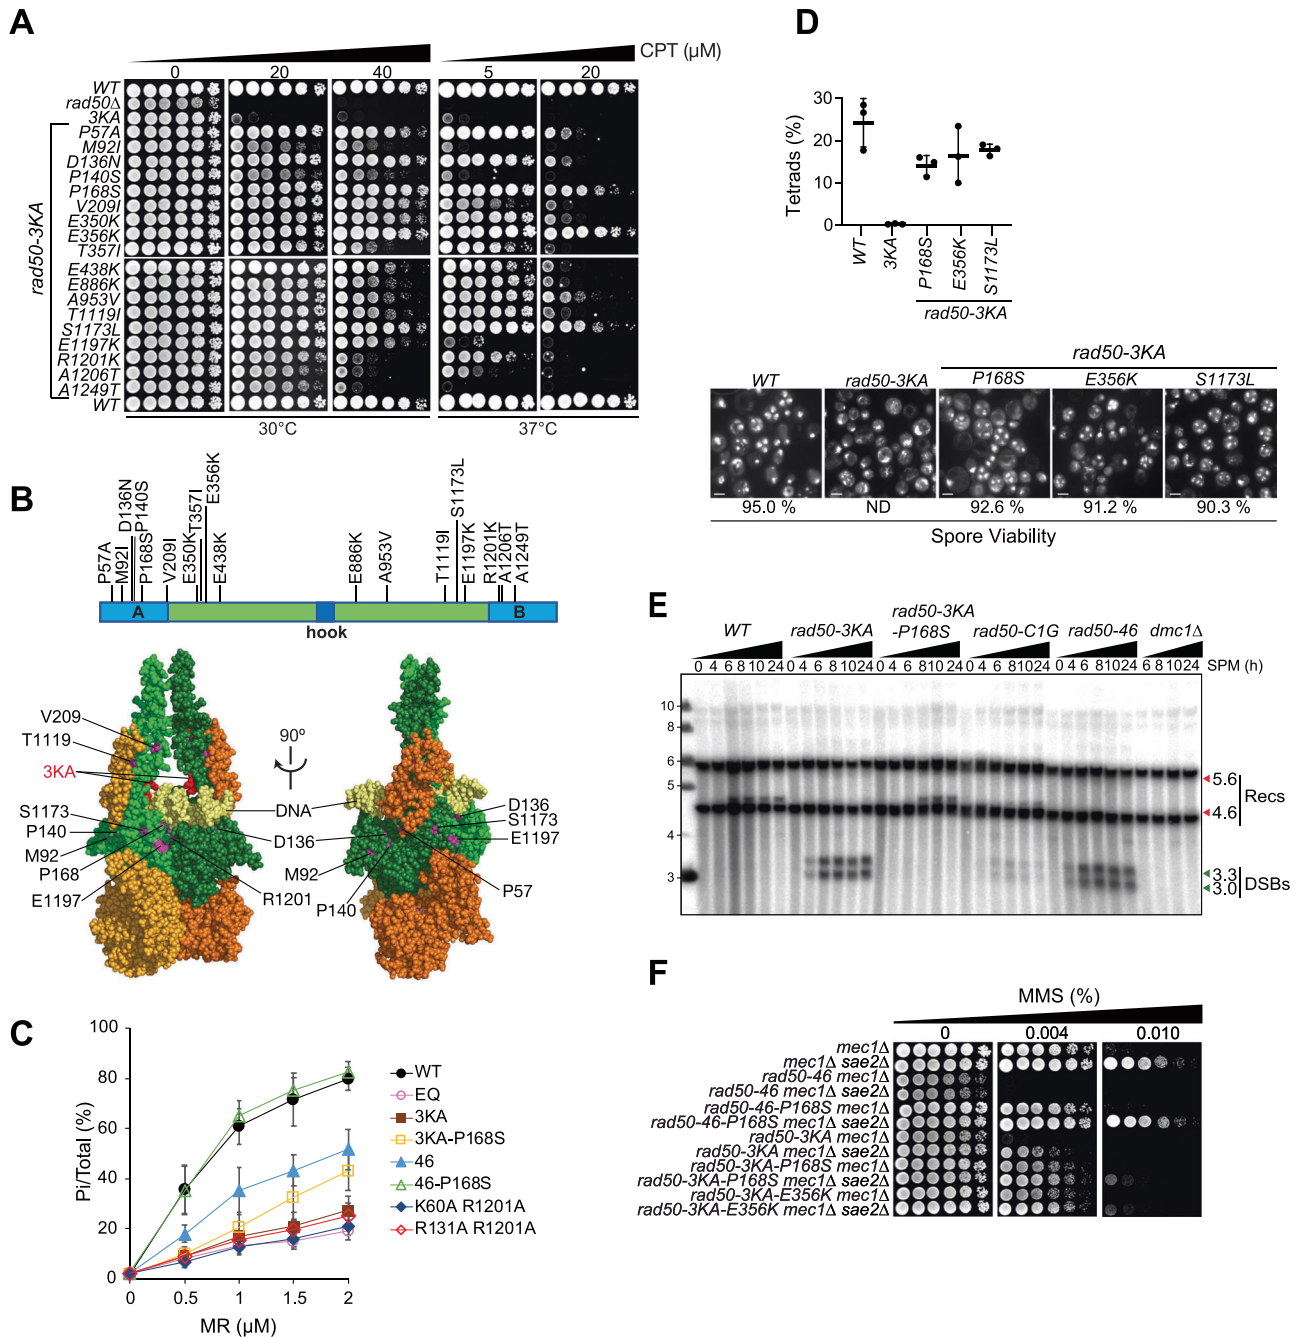 A
CPT (µM)
0 20 40 5 20
WT
rad50Δ
3KA
P57A
M92I
D136N
P140S
P168S
V209I
E350K
E356K
T357I
E438K
E886K
A953V
T1119I
S1173L
E1197K
R1201K
A1206T
A1249T
WT
rad50-3KA
30°C 37°C
B
P57A
M92I
D136N
P140S
P168S
V209I
E350K
T357I
E356K
E438K
E886K
A953V
T1119I
S1173L
E1197K
R1201K
A1206T
A1249T
A B
hook
V209
T1119
3KA
S1173
P140
M92
P168
E1197
90º
DNA
D136
R1201
M92
P140
D136
S1173
E1197
P57
C
Pi/Total (%)
100
80
60
40
20
0
0 0.5 1 1.5 2
MR (µM)
WT
EQ
3KA
3KA-P168S
46
46-P168S
K60A R1201A
R131A R1201A
D
Tetrads (%)
30
20
10
0
WT
3KA
P168S
E356K
S1173L
rad50-3KA
rad50-3KA
WT rad50-3KA P168S E356K S1173L
95.0 % ND 92.6 % 91.2 % 90.3 %
Spore Viability
E
WT rad50-3KA rad50-3KA
-P168S rad50-C1G rad50-46 dmc1Δ
0 4 6 8 10 24 0 4 6 8 10 24 0 4 6 8 10 24 0 4 6 8 10 24 0 4 6 8 10 24 0 4 6 8 10 24 SPM (h)
10
8
6
5
4
3
5.6
4.6
Recs
3.3
3.0
DSBs
F
MMS (%)
0 0.004 0.010
mec1Δ
mec1Δ sae2Δ
rad50-46 mec1Δ
rad50-46 mec1Δ sae2Δ
rad50-46-P168S mec1Δ
rad50-46-P168S mec1Δ sae2Δ
rad50-3KA mec1Δ
rad50-3KA mec1Δ sae2Δ
rad50-3KA-P168S mec1Δ
rad50-3KA-P168S mec1Δ sae2Δ
rad50-3KA-E356K mec1Δ
rad50-3KA-E356K mec1Δ sae2Δ